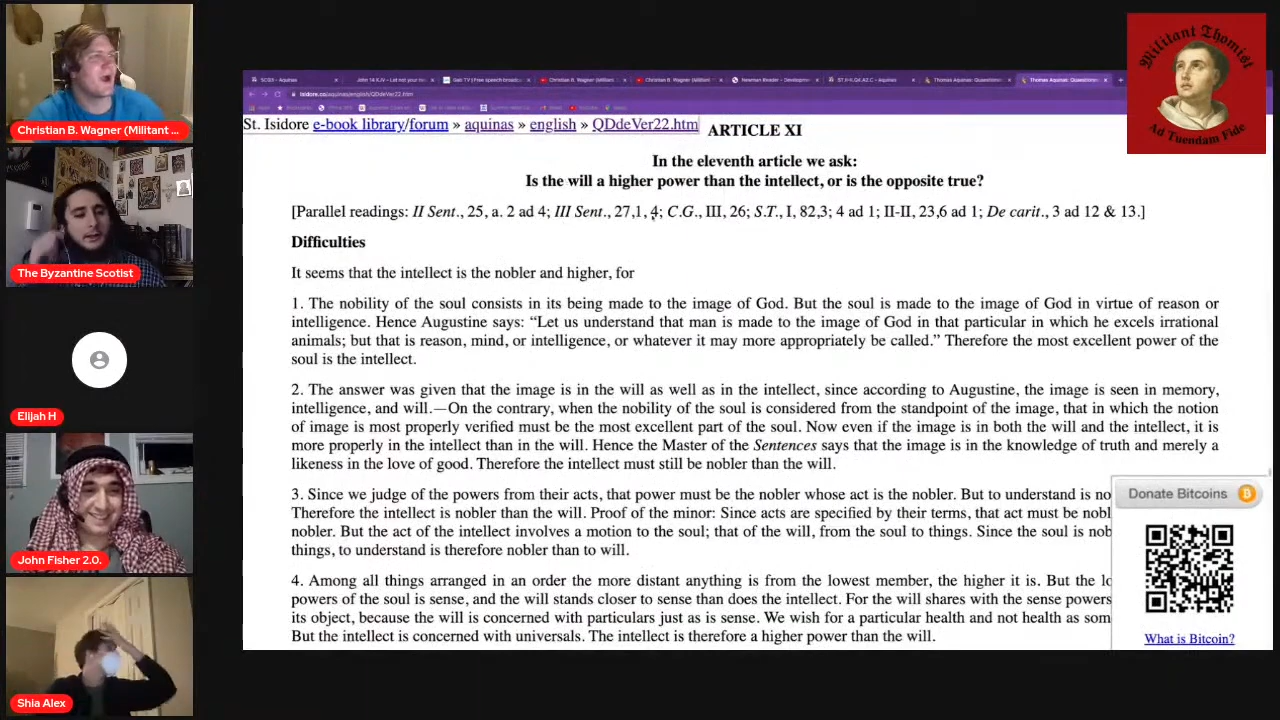 Christian B. Wagner (Militant ...
The Byzantine Scotist
Elijah H
John Fisher 2.0.
Shia Alex
Militant Thomist
Ad Tuendam Fide
isidore.co/aquinas/english/QDdeVer22.htm
St. Isidore e-book library/forum » aquinas » english » QDdeVer22.htm
ARTICLE XI
In the eleventh article we ask:
Is the will a higher power than the intellect, or is the opposite true?
[Parallel readings: II Sent., 25, a. 2 ad 4; III Sent., 27,1, 4; C.G., III, 26; S.T., I, 82,3; 4 ad 1; II-II, 23,6 ad 1; De carit., 3 ad 12 & 13.]
Difficulties
It seems that the intellect is the nobler and higher, for
1. The nobility of the soul consists in its being made to the image of God. But the soul is made to the image of God in virtue of reason or
intelligence. Hence Augustine says: “Let us understand that man is made to the image of God in that particular in which he excels irrational
animals; but that is reason, mind, or intelligence, or whatever it may more appropriately be called.” Therefore the most excellent power of the
soul is the intellect.
2. The answer was given that the image is in the will as well as in the intellect, since according to Augustine, the image is seen in memory,
intelligence, and will.—On the contrary, when the nobility of the soul is considered from the standpoint of the image, that in which the notion
of image is most properly verified must be the most excellent part of the soul. Now even if the image is in both the will and the intellect, it is
more properly in the intellect than in the will. Hence the Master of the Sentences says that the image is in the knowledge of truth and merely a
likeness in the love of good. Therefore the intellect must still be nobler than the will.
3. Since we judge of the powers from their acts, that power must be the nobler whose act is the nobler. But to understand is no
Therefore the intellect is nobler than the will. Proof of the minor: Since acts are specified by their terms, that act must be nobl
nobler. But the act of the intellect involves a motion to the soul; that of the will, from the soul to things. Since the soul is nob
things, to understand is therefore nobler than to will.
4. Among all things arranged in an order the more distant anything is from the lowest member, the higher it is. But the lo
powers of the soul is sense, and the will stands closer to sense than does the intellect. For the will shares with the sense powers
its object, because the will is concerned with particulars just as is sense. We wish for a particular health and not health as som
But the intellect is concerned with universals. The intellect is therefore a higher power than the will.
Donate Bitcoins
What is Bitcoin?